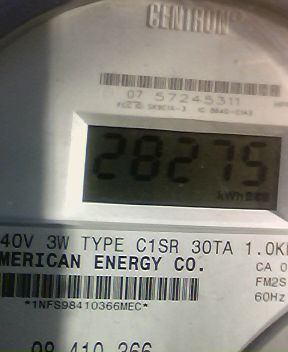 CENTRON
07 57245311
28275
kWh
40V 3W TYPE C1SR 30TA 1.0K
MERICAN ENERGY CO.
CA 0
FM2S
*1NFS98410366MEC*
60Hz
98 410 366